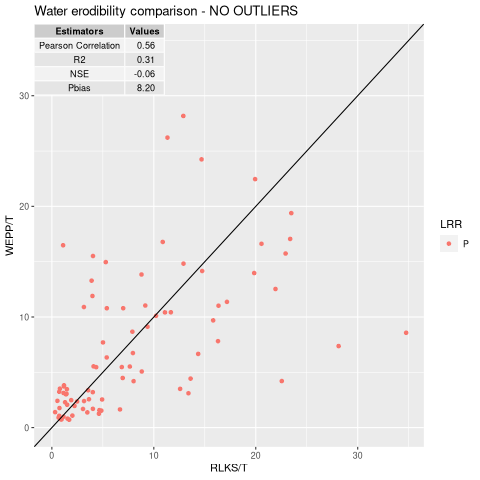 Water erodibility comparison - NO OUTLIERS
Estimators Values
Pearson Correlation 0.56
R2 0.31
NSE -0.06
Pbias 8.20
30
20
10
0
WEPP/T
0 10 20 30
RLKS/T
LRR
P